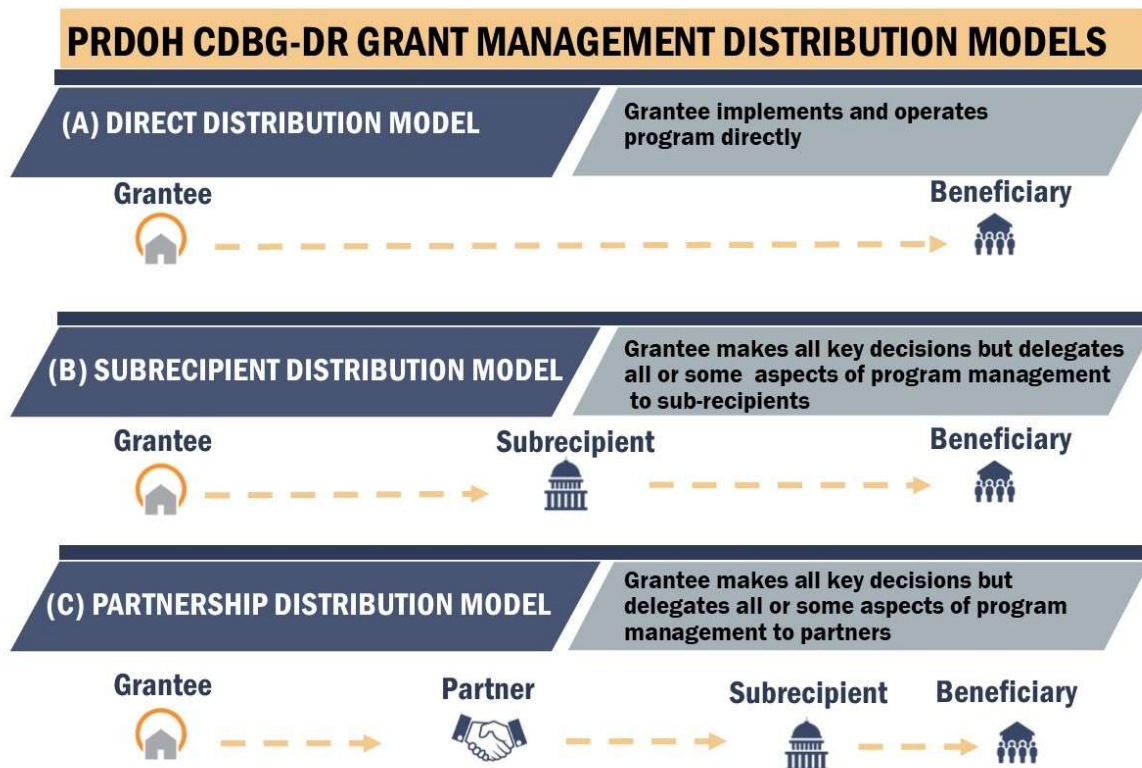 PRDOH CDBG-DR GRANT MANAGEMENT DISTRIBUTION MODELS
(A) DIRECT DISTRIBUTION MODEL
Grantee implements and operates
program directly
Grantee
Beneficiary
(B) SUBRECIPIENT DISTRIBUTION MODEL
Grantee makes all key decisions but delegates
all or some aspects of program management
to sub-recipients
Grantee
Subrecipient
Beneficiary
(C) PARTNERSHIP DISTRIBUTION MODEL
Grantee makes all key decisions but
delegates all or some aspects of program
management to partners
Grantee
Partner
Subrecipient
Beneficiary